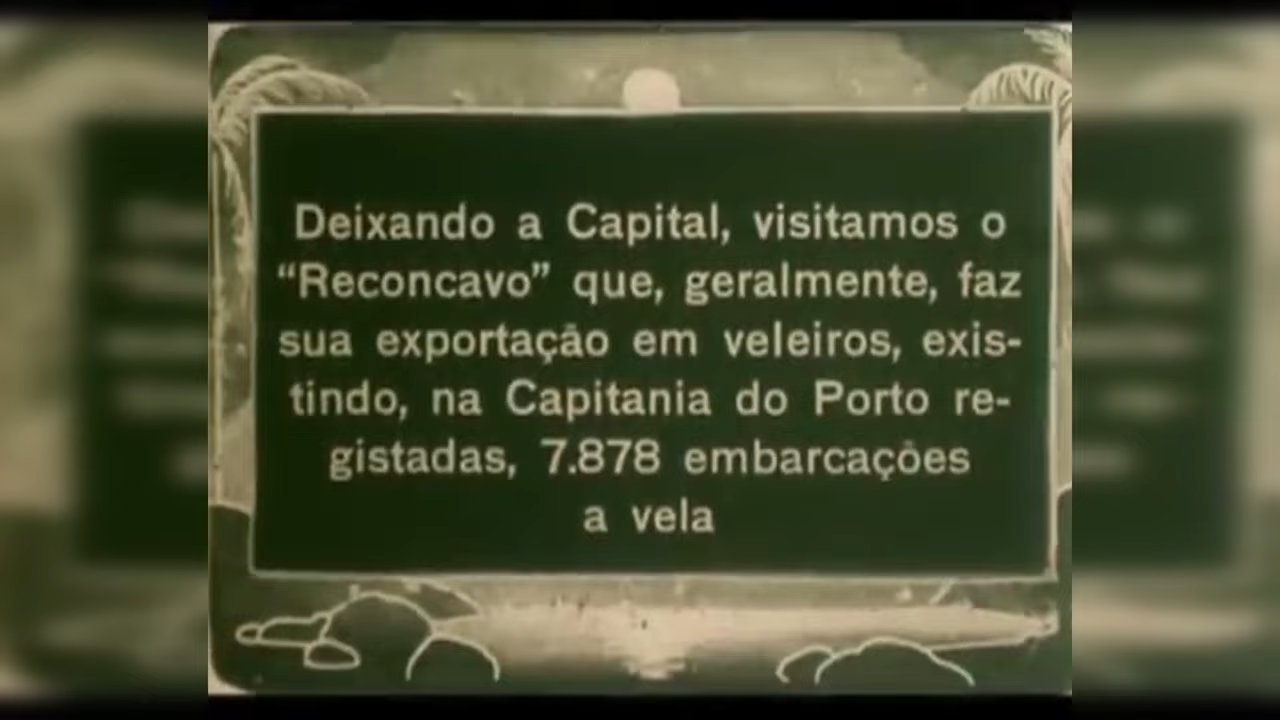 Deixando a Capital, visitamos o
“Reconcavo” que, geralmente, faz
sua exportação em veleiros, exis-
tindo, na Capitania do Porto re-
gistadas, 7.878 embarcações
a vela